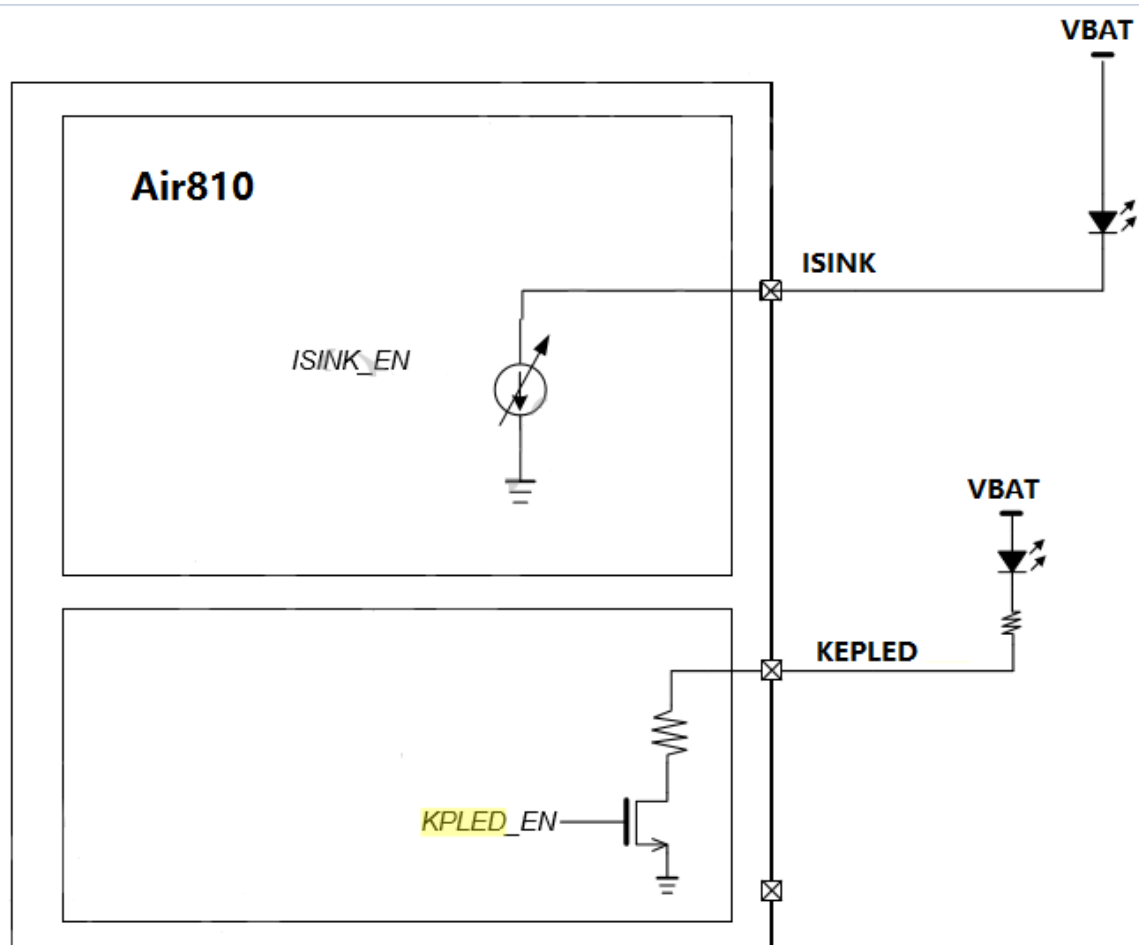 VBAT
Air810
ISINK
ISINK_EN
VBAT
KEPLED
KPLED_EN